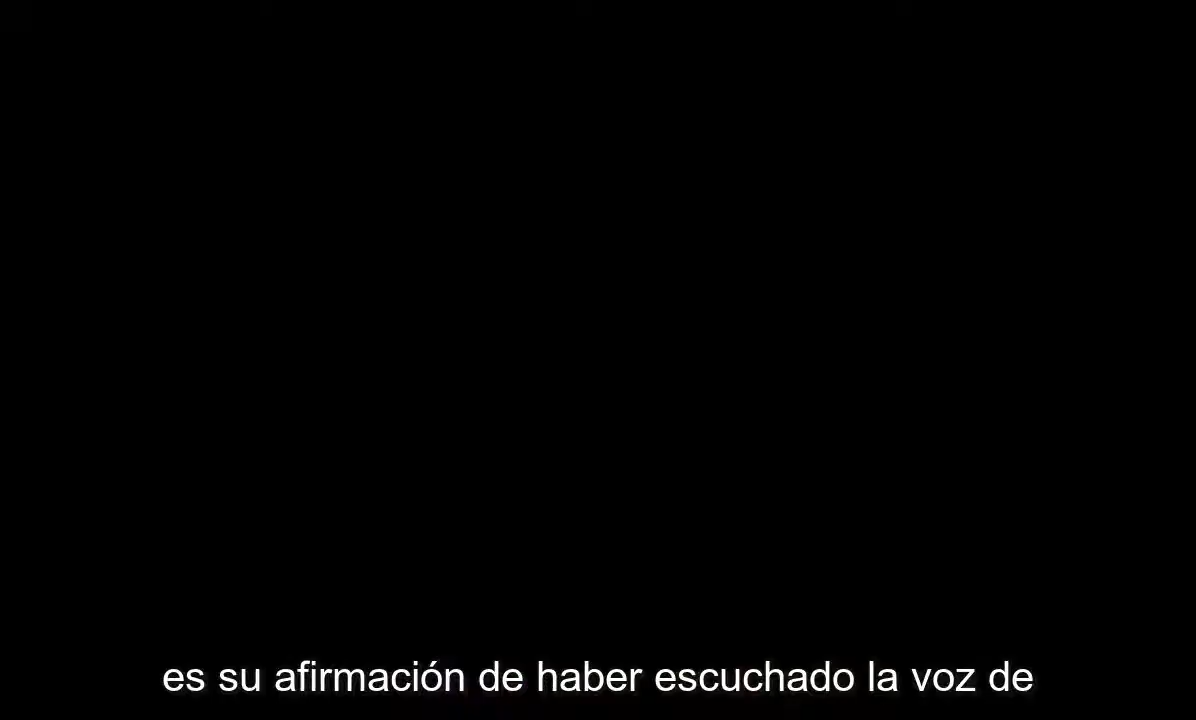 es su afirmación de haber escuchado la voz de